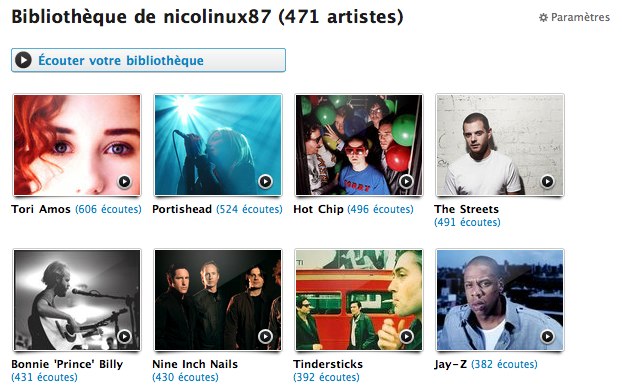 Bibliothèque de nicolinux87 (471 artistes)
Paramètres
Écouter votre bibliothèque
Tori Amos (606 écoutes)
Portishead (524 écoutes)
Hot Chip (496 écoutes)
The Streets
(491 écoutes)
Bonnie 'Prince' Billy
(431 écoutes)
Nine Inch Nails
(430 écoutes)
Tindersticks
(392 écoutes)
Jay-Z (382 écoutes)